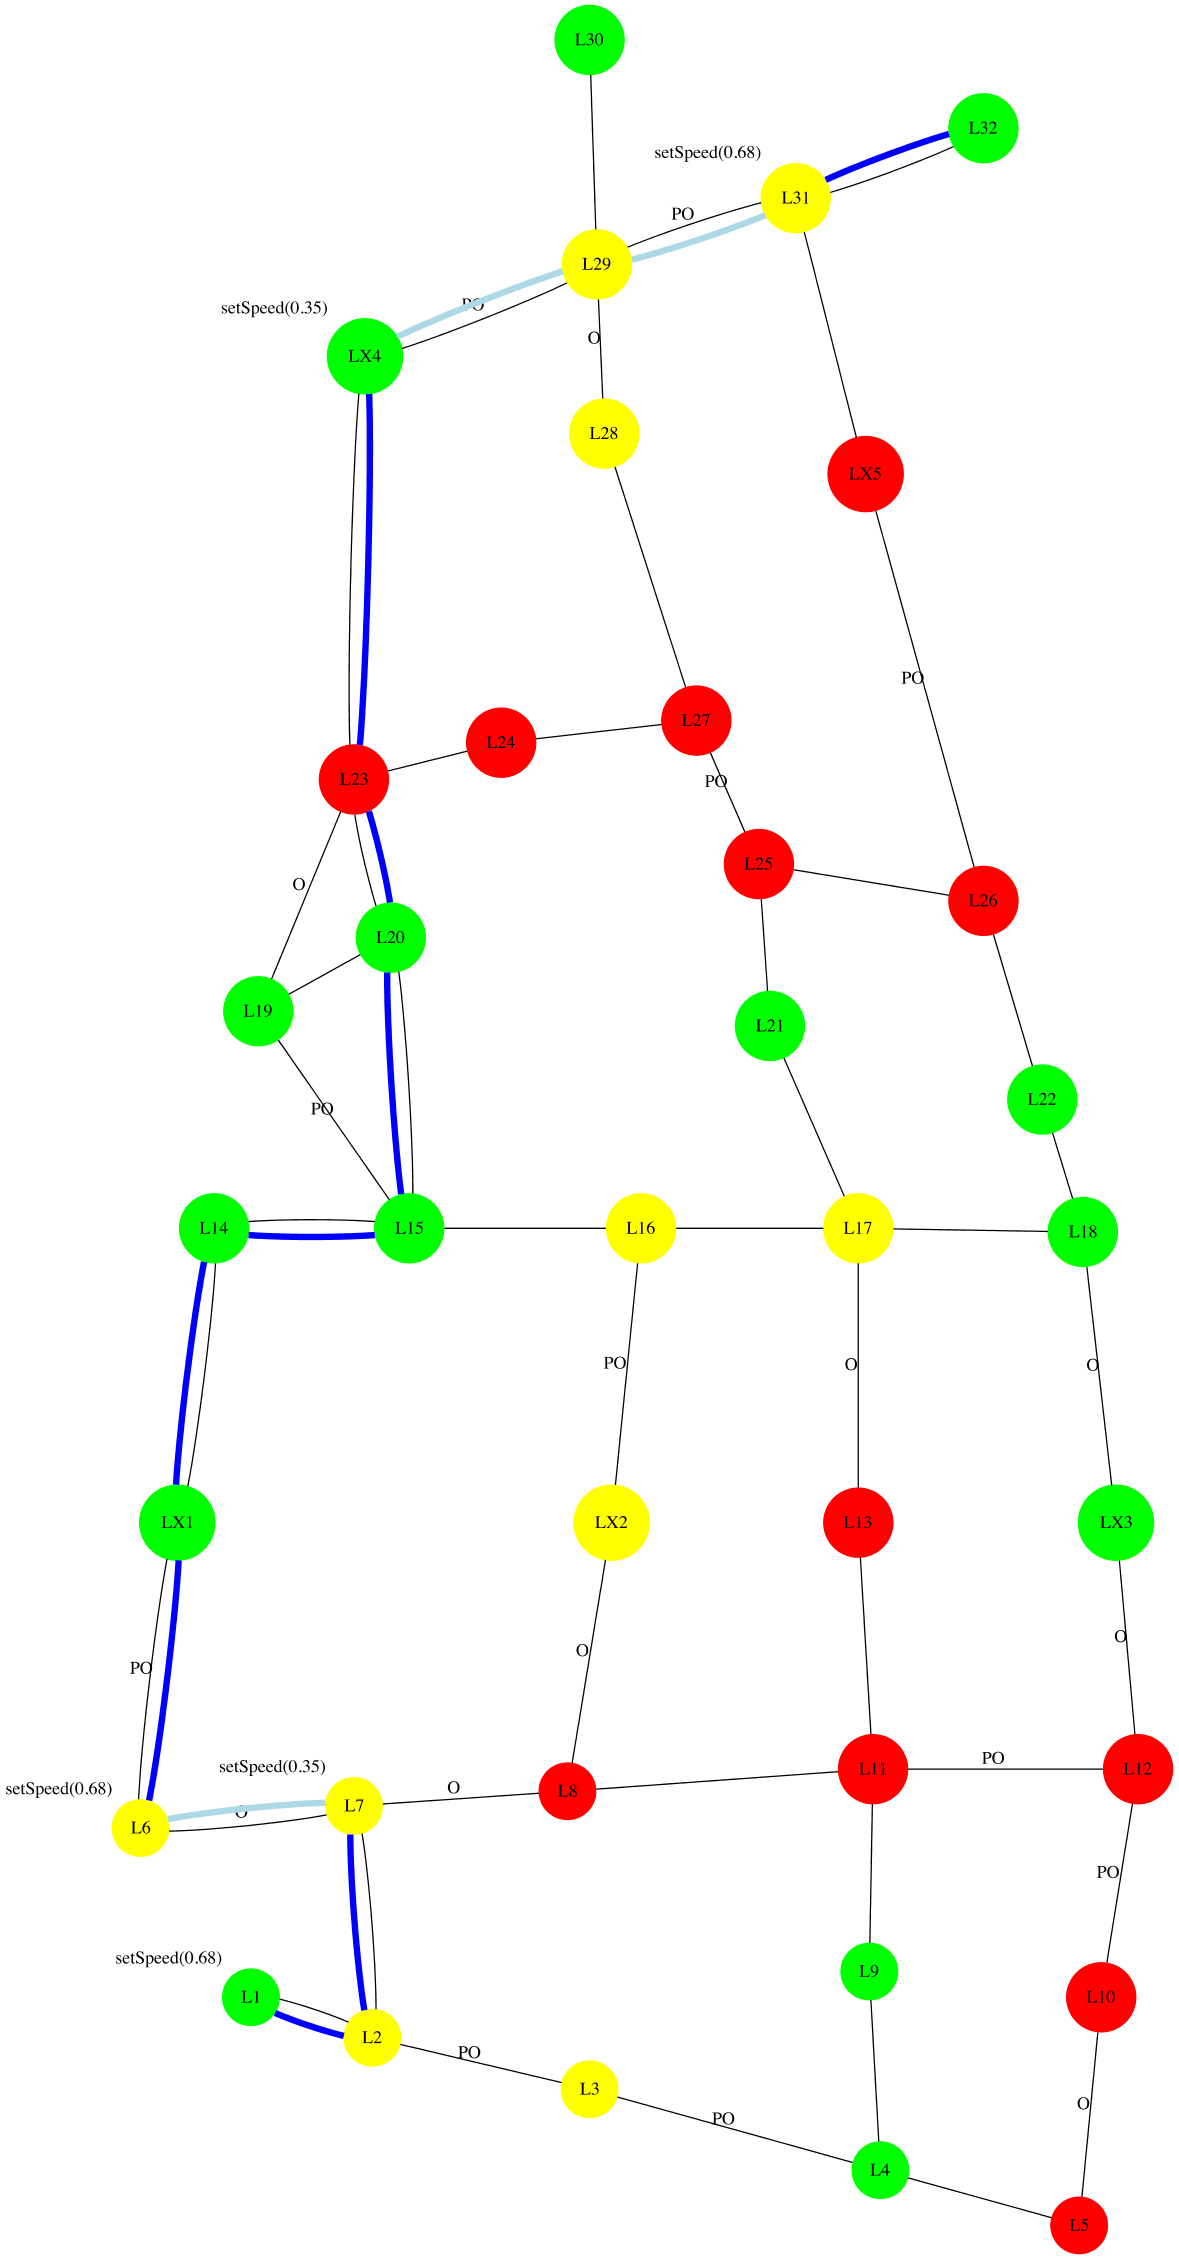 L30
L32
setSpeed(0.68)
L31
PO
L29
setSpeed(0.35)
PO
O
LX4
L28
LX5
PO
L27
L24
L23
PO
L25
O
L26
L20
L19
L21
L22
PO
L14
L15
L16
L17
L18
PO
O
O
LX1
LX2
L13
LX3
O
O
PO
PO
L11
L12
setSpeed(0.35)
setSpeed(0.68)
O
L8
L7
O
L6
PO
setSpeed(0.68)
L9
L1
L10
L2
PO
L3
O
PO
L4
L5